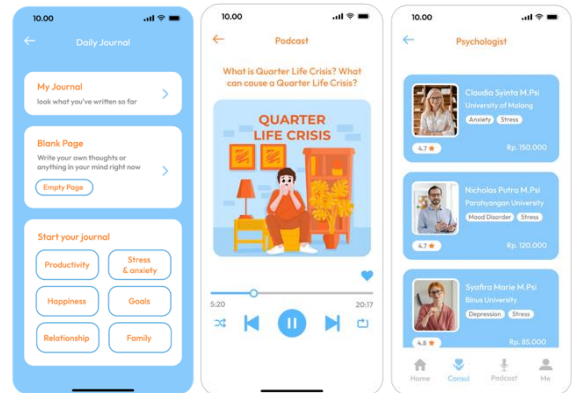 10.00
Daily Journal
My Journal
look what you've written so far
Blank Page
Write your own thoughts or
anything in your mind right now
Empty Page
Start your journal
Productivity
Stress
& anxiety
Happiness
Goals
Relationship
Family
10.00
Podcast
What is Quarter Life Crisis? What
can cause a Quarter Life Crisis?
QUARTER
LIFE CRISIS
5:20
20:17
10.00
Psychologist
Claudia Syinta M.Psi
University of Malang
Anxiety
Stress
4.7
Rp. 150.000
Nicholas Putra M.Psi
Parahyangan University
Mood Disorder
Stress
4.7
Rp. 120.000
Syafira Marie M.Psi
Binus University
Depression
Stress
4.8
Rp. 85.000
Home
Consul
Podcast
Me